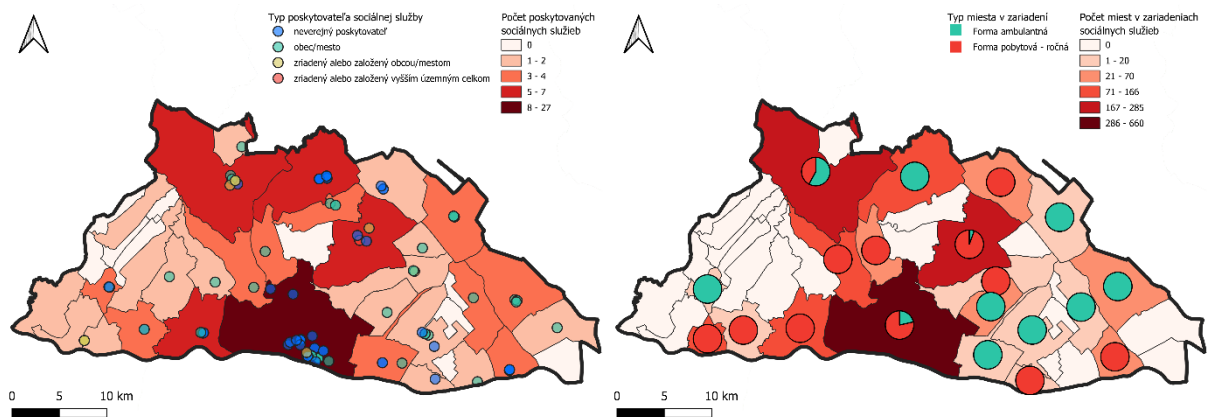 Typ poskytovateľa sociálnej služby
neverejný poskytovateľ
obec/mesto
zriadený alebo založený obcou/mestom
zriadený alebo založený vyšším územným celkom
Počet poskytovaných
sociálnych služieb
0
1 - 2
3 - 4
5 - 7
8 - 27
0 5 10 km
Typ miesta v zariadení
Forma ambulantná
Forma pobytová - ročná
Počet miest v zariadeniach
sociálnych služieb
0
1 - 20
21 - 70
71 - 166
167 - 285
286 - 660
0 5 10 km